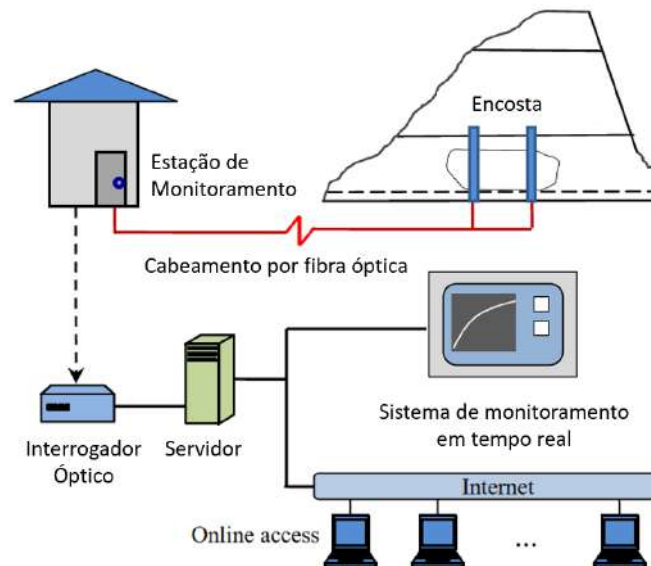 Encosta
Estação de
Monitoramento
Cabeamento por fibra óptica
Interrogador
Óptico
Servidor
Sistema de monitoramento
em tempo real
Internet
Online access
...